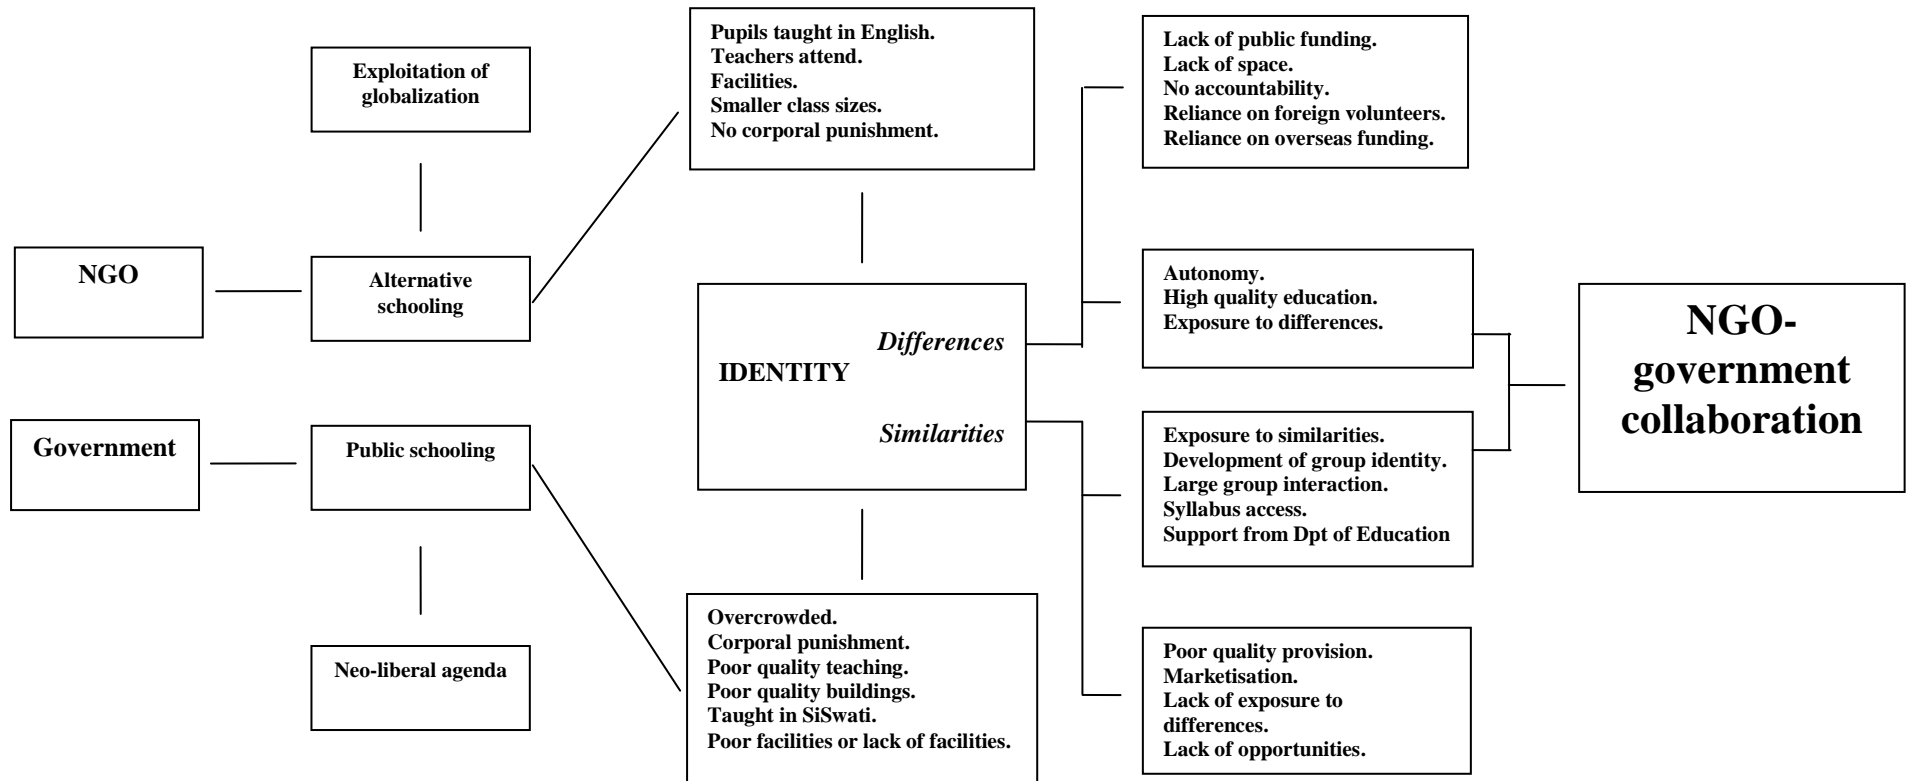 NGO
Government
Exploitation of
globalization
Alternative
schooling
Public schooling
Neo-liberal agenda
Pupils taught in English.
Teachers attend.
Facilities.
Smaller class sizes.
No corporal punishment.
Differences
IDENTITY
Similarities
Overcrowded.
Corporal punishment.
Poor quality teaching.
Poor quality buildings.
Taught in SiSwati.
Poor facilities or lack of facilities.
Lack of public funding.
Lack of space.
No accountability.
Reliance on foreign volunteers.
Reliance on overseas funding.
Autonomy.
High quality education.
Exposure to differences.
Exposure to similarities.
Development of group identity.
Large group interaction.
Syllabus access.
Support from Dpt of Education
Poor quality provision.
Marketisation.
Lack of exposure to
differences.
Lack of opportunities.
NGO-
government
collaboration